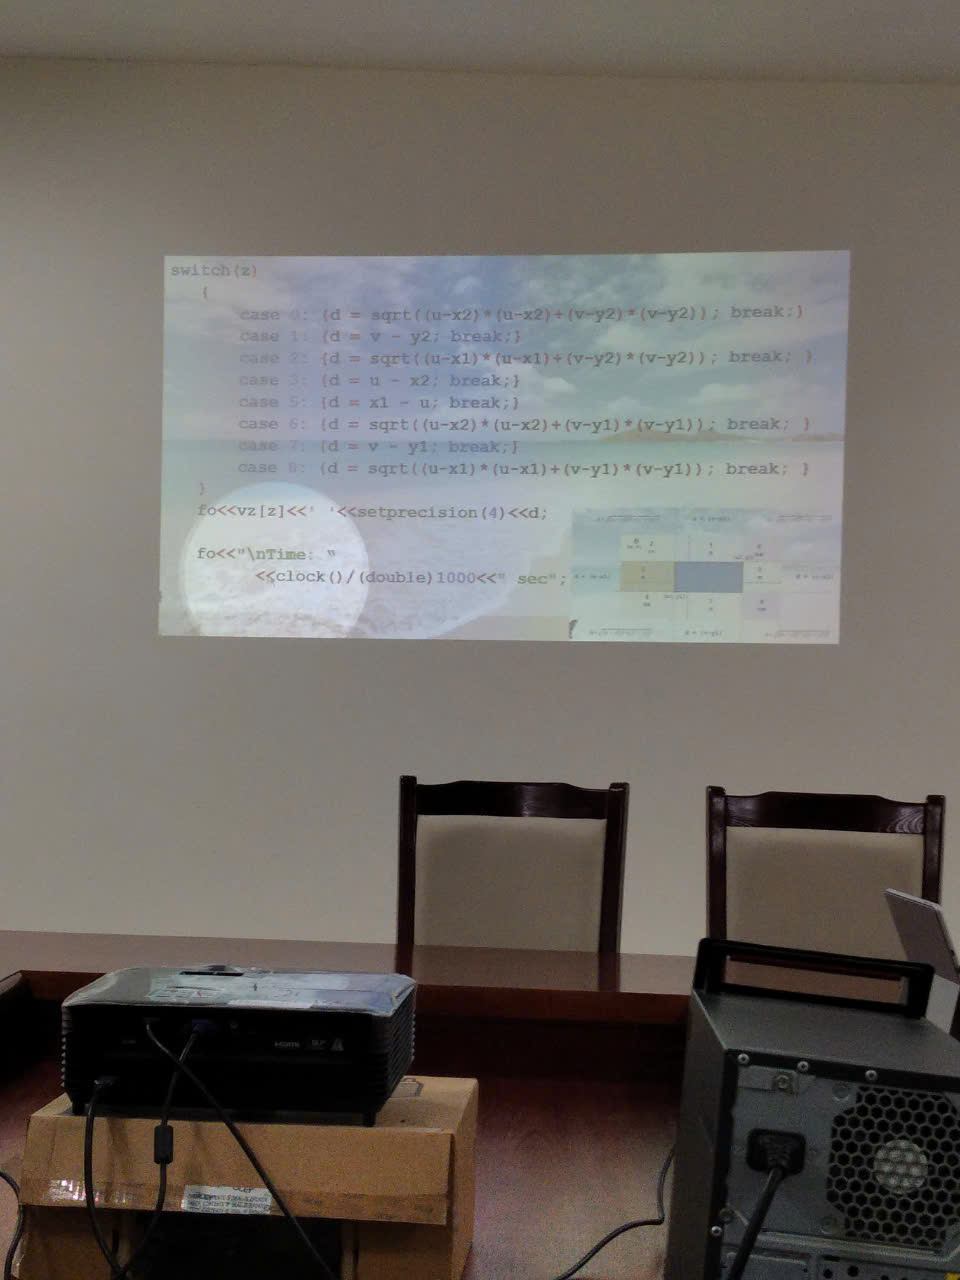 switch(z)
{
case 0: {d = sqrt((u-x2)*(u-x2)+(v-y2)*(v-y2)); break;}
case 1: {d = v - y2; break;}
case 2: {d = sqrt((u-x1)*(u-x1)+(v-y2)*(v-y2)); break; }
case 3: {d = u - x2; break;}
case 5: {d = x1 - u; break;}
case 6: {d = sqrt((u-x2)*(u-x2)+(v-y1)*(v-y1)); break; }
case 7: {d = v - y1; break;}
case 8: {d = sqrt((u-x1)*(u-x1)+(v-y1)*(v-y1)); break; }
}
fo<<vz[z]<<' '<<setprecision(4)<<d;
fo<<"\nTime: "
<<clock()/(double)1000<<" sec";
HDMI
acer